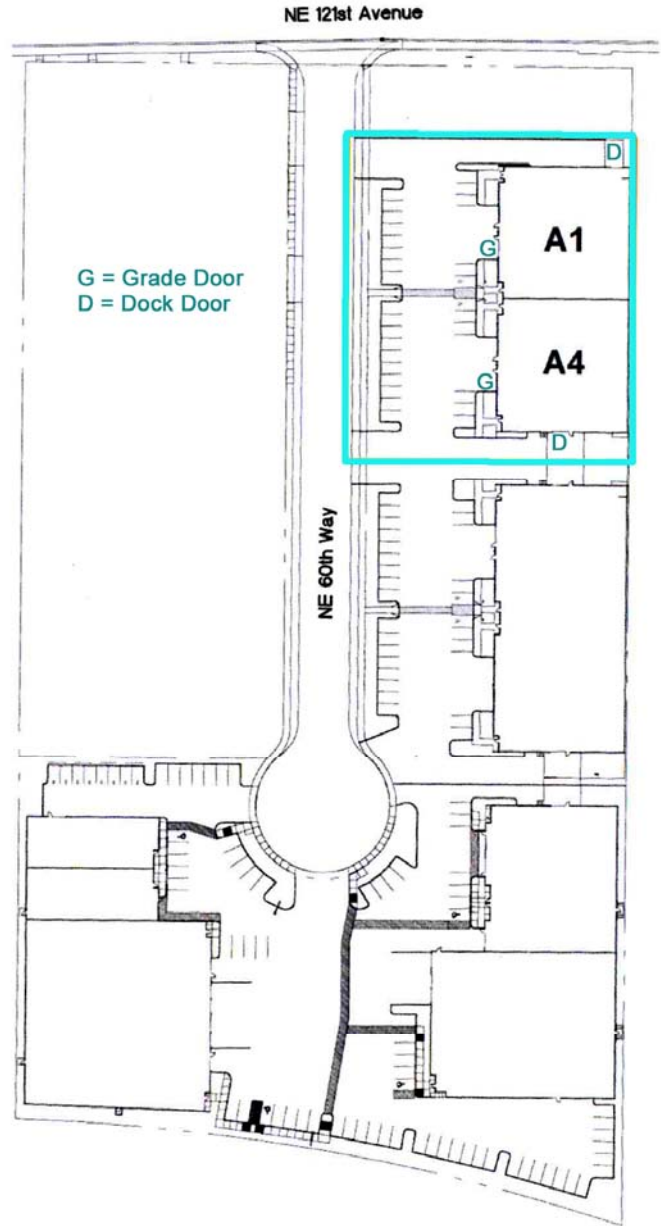 NE 121st Avenue
D
A1
G
G = Grade Door
D = Dock Door
A4
G
D
NE 60th Way